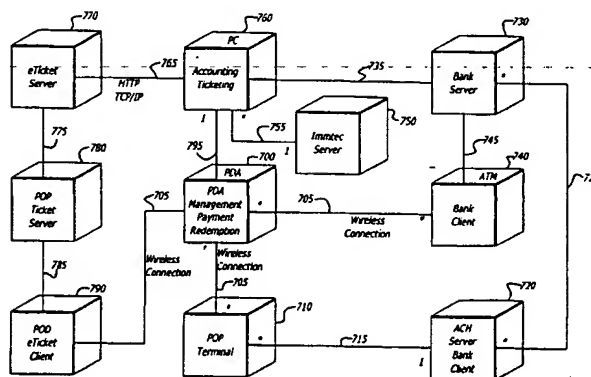 770
760
730
PC
eTicket
Server
765
HTTP
TCP/IP
Accounting
Ticketing
735
Bank
Server
775
795
755
Immtec
Server
750
745
780
700
740
PDA
ATM
POP
Ticket
Server
705
PDA
Management
Payment
Redemption
705
Wireless
Connection
Bank
Client
785
Wireless
Connection
Wireless
Connection
705
790
710
720
POD
eTicket
Client
POP
Terminal
715
ACH
Server
Bank
Client
1
1
1